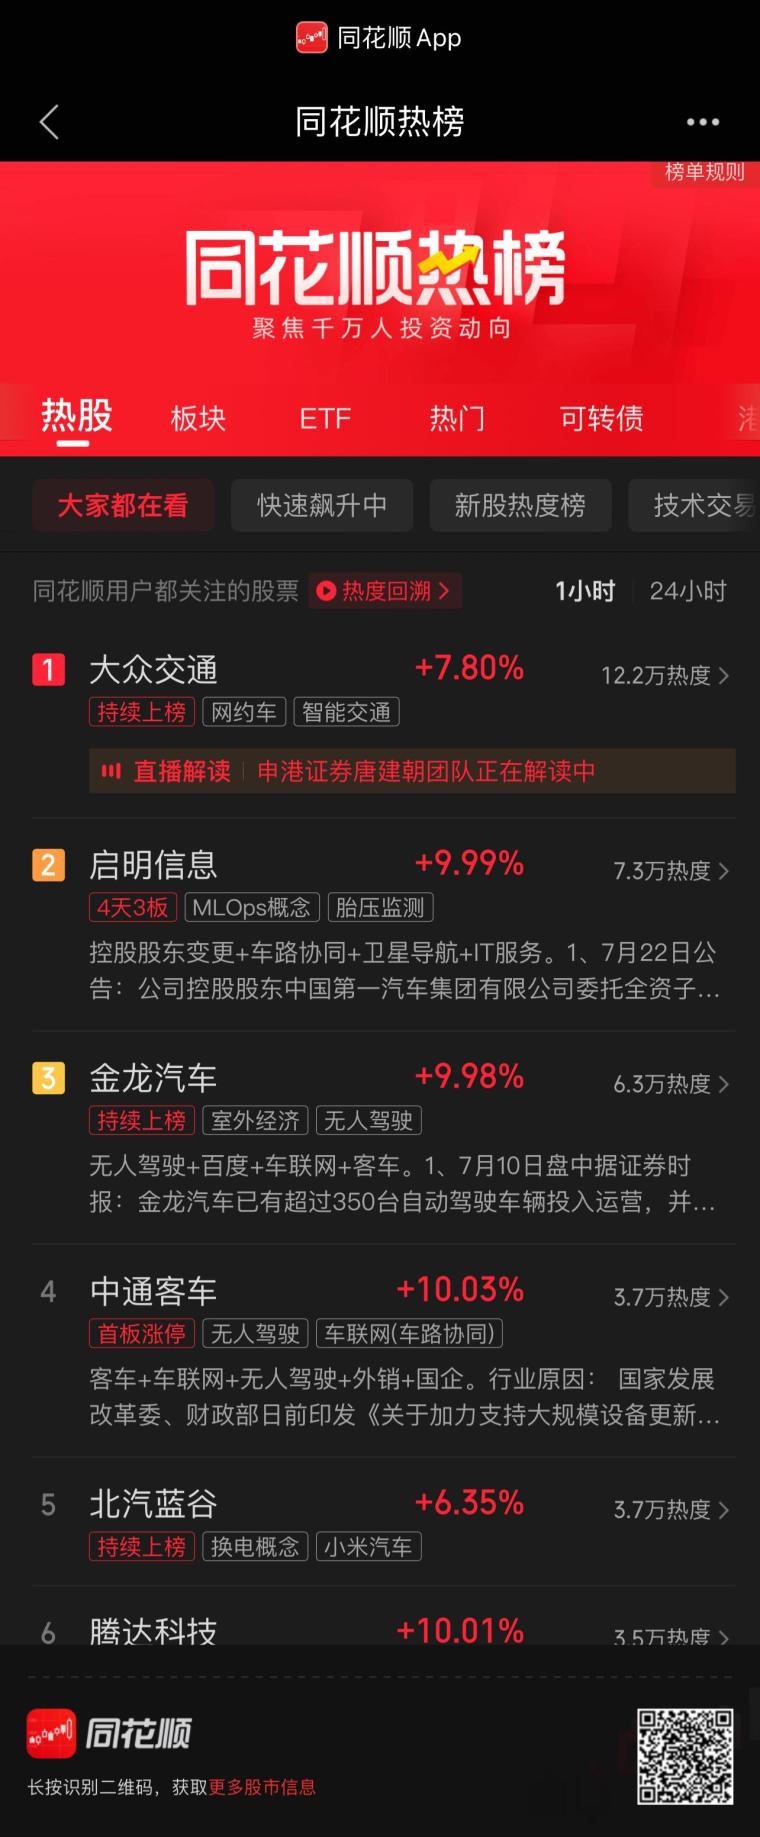 同花顺App
同花顺热榜
榜单规则
同花顺热榜
聚焦千万人投资动向
热股 板块 ETF 热门 可转债 港
大家都在看 快速飙升中 新股热度榜 技术交易
同花顺用户都关注的股票 热度回溯 1小时 24小时
1 大众交通 +7.80% 12.2万热度
持续上榜 网约车 智能交通
直播解读 申港证券唐建朝团队正在解读中
2 启明信息 +9.99% 7.3万热度
4天3板 MLOps概念 胎压监测
控股股东变更+车路协同+卫星导航+IT服务。1、7月22日公
告：公司控股股东中国第一汽车集团有限公司委托全资子...
3 金龙汽车 +9.98% 6.3万热度
持续上榜 室外经济 无人驾驶
无人驾驶+百度+车联网+客车。1、7月10日盘中据证券时
报：金龙汽车已有超过350台自动驾驶车辆投入运营，并...
4 中通客车 +10.03% 3.7万热度
首板涨停 无人驾驶 车联网(车路协同)
客车+车联网+无人驾驶+外销+国企。行业原因： 国家发展
改革委、财政部日前印发《关于加力支持大规模设备更新...
5 北汽蓝谷 +6.35% 3.7万热度
持续上榜 换电概念 小米汽车
6 腾达科技 +10.01% 3.5万热度
同花顺
长按识别二维码，获取更多股市信息